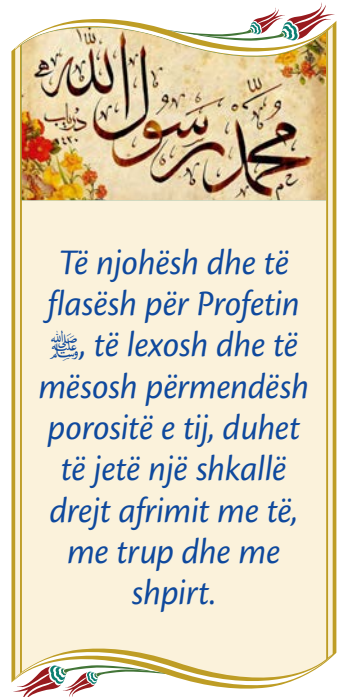 محمد رسول الله
Të njohësh dhe të
flasësh për Profetin
ﷺ, të lexosh dhe të
mësosh përmendësh
porositë e tij, duhet
të jetë një shkallë
drejt afrimit me të,
me trup dhe me
shpirt.